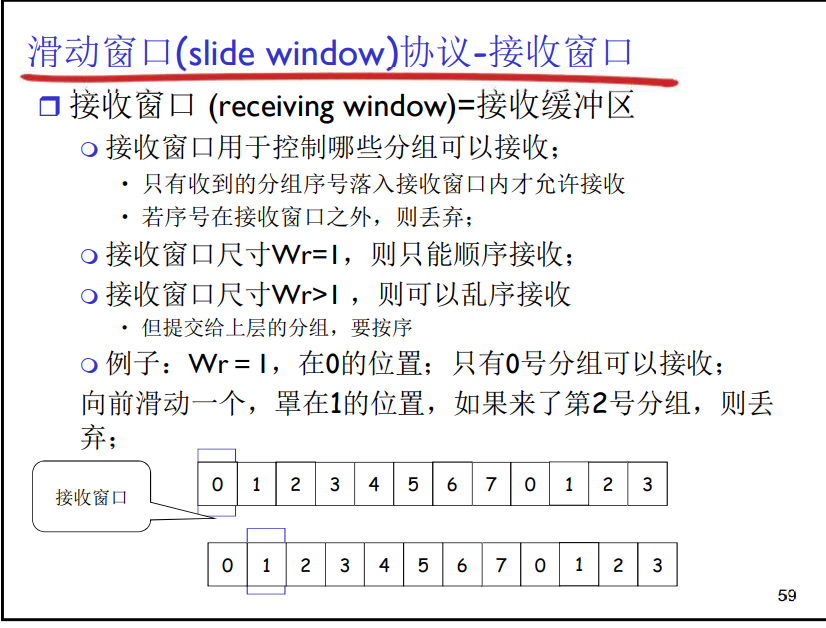 滑动窗口(slide window)协议-接收窗口
接收窗口 (receiving window)=接收缓冲区
接收窗口用于控制哪些分组可以接收；
• 只有收到的分组序号落入接收窗口内才允许接收
• 若序号在接收窗口之外，则丢弃；
接收窗口尺寸Wr=1，则只能顺序接收；
接收窗口尺寸Wr>1 ，则可以乱序接收
• 但提交给上层的分组，要按序
例子：Wr＝1，在0的位置；只有0号分组可以接收；
向前滑动一个，罩在1的位置，如果来了第2号分组，则丢
弃；
接收窗口
0 1 2 3 4 5 6 7 0 1 2 3
0 1 2 3 4 5 6 7 0 1 2 3
59